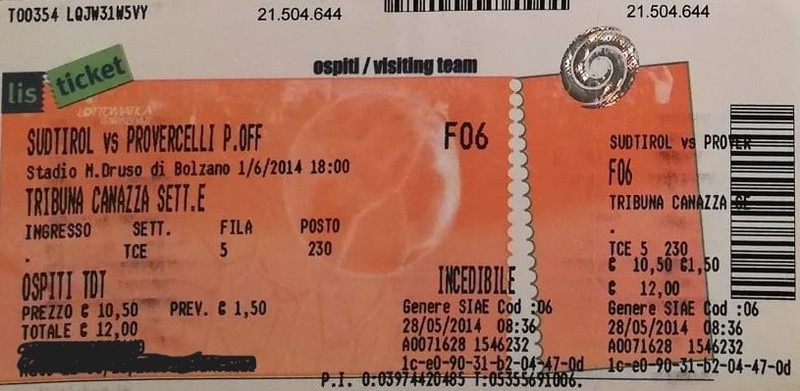 T00354 LQJW31W5VY
21.504.644
21.504.644
ospiti / visiting team
lis ticket
LOTTOMATICA
SUDTIROL vs PROVERCELLI P.OFF
F06
Stadio M.Druso di Bolzano 1/6/2014 18:00
TRIBUNA CANAZZA SETT.E
INGRESSO SETT. FILA POSTO
. TCE 5 230
OSPITI TDT
INCEDIBILE
PREZZO € 10,50 PREV. € 1,50
TOTALE € 12,00
Genere SIAE Cod :06
28/05/2014 08:36
A0071628 1546232
1c-e0-90-31-b2-04-47-0d
P.I. 0:03974420485 T:05355691006.
SUDTIROL vs PROVER
F06
TRIBUNA CANAZZA SE
.
TCE 5 230
€ 10,50 €1,50
€ 12,00
Genere SIAE Cod :06
28/05/2014 08:36
A0071628 1546232
1c-e0-90-31-b2-04-47-0d